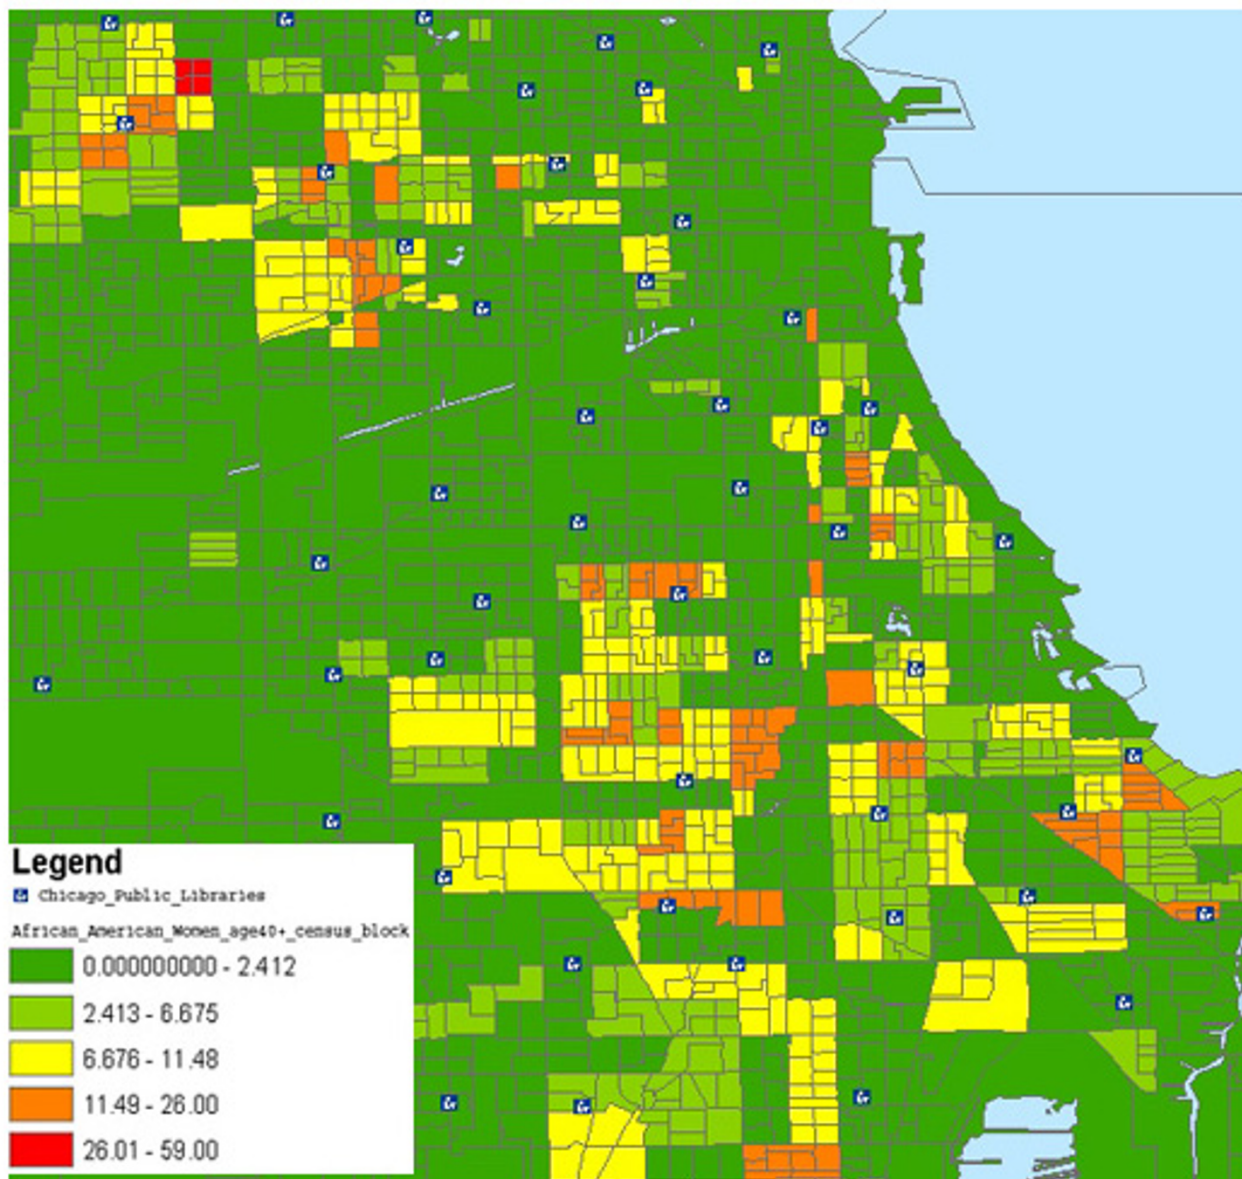 Legend
Chicago_Public_Libraries
African_American_Women_age40+_census_block
0.000000000 - 2.412
2.413 - 6.675
6.676 - 11.48
11.49 - 26.00
26.01 - 59.00